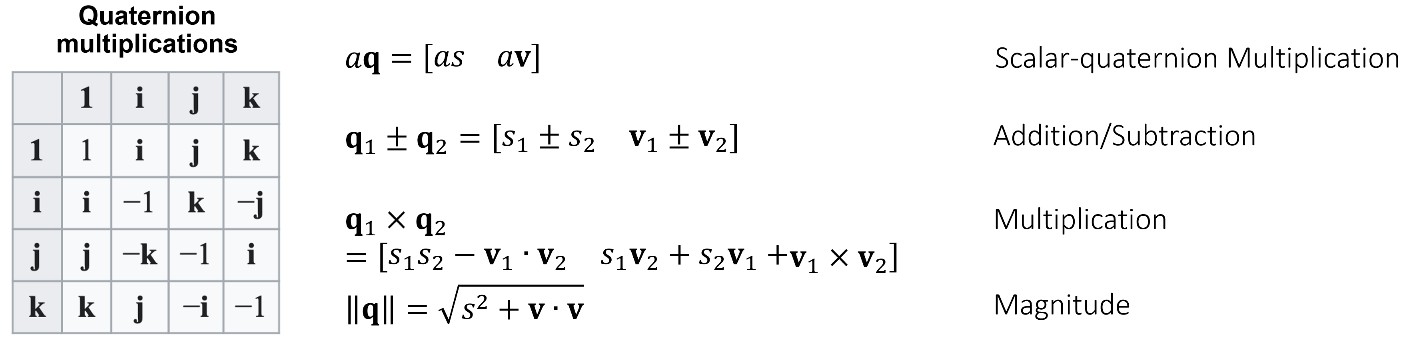 Quaternion
multiplications
1 i j k
1 1 i j k
i i −1 k −j
j j −k −1 i
k k j −i −1
a𝐪 = [as a𝐯]
Scalar-quaternion Multiplication
𝐪₁ ± 𝐪₂ = [s₁ ± s₂ 𝐯₁ ± 𝐯₂]
Addition/Subtraction
𝐪₁ × 𝐪₂
= [s₁s₂ − 𝐯₁ · 𝐯₂ s₁𝐯₂ + s₂𝐯₁ +𝐯₁ × 𝐯₂]
Multiplication
‖𝐪‖ = √(s² + 𝐯 · 𝐯)
Magnitude